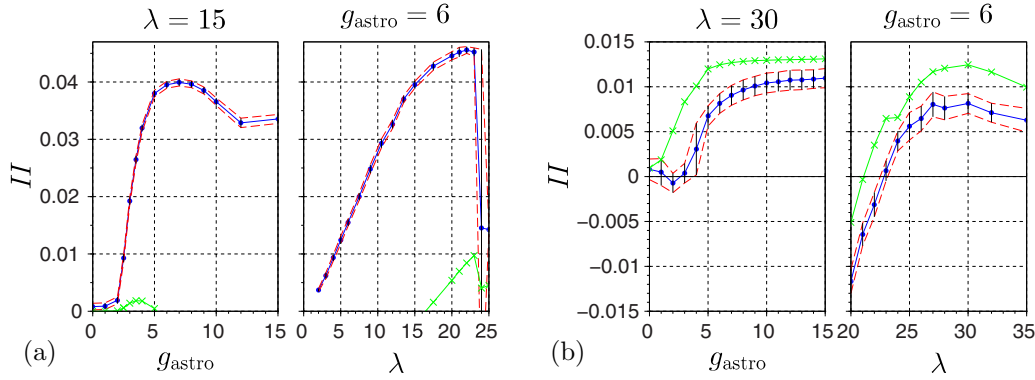 λ = 15
g_astro = 6
λ = 30
g_astro = 6
II
0.04
0.03
0.02
0.01
0
0 5 10 15
0 5 10 15 20 25
g_astro
λ
(a)
II
0.015
0.01
0.005
0
−0.005
−0.01
−0.015
0 5 10 15
20 25 30 35
g_astro
λ
(b)